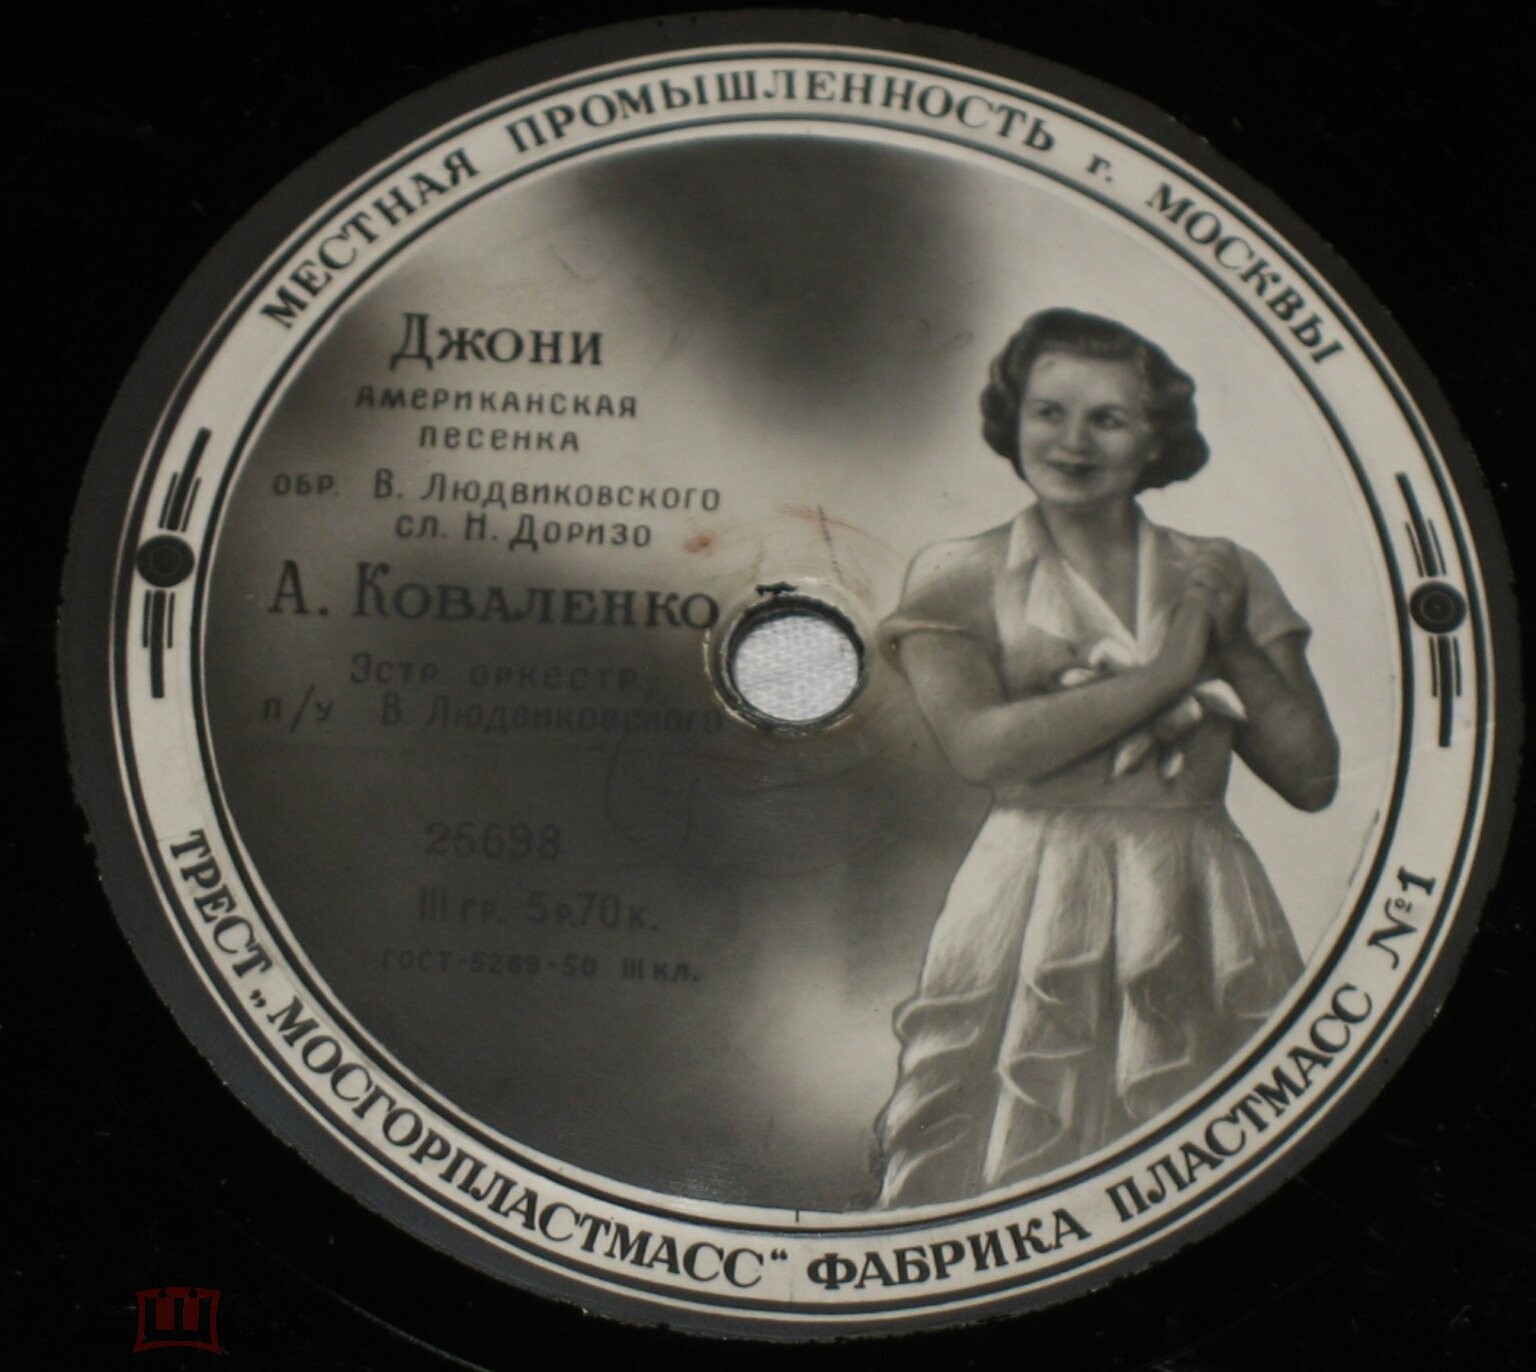 МЕСТНАЯ ПРОМЫШЛЕННОСТЬ г. МОСКВЫ
Джони
американская
песенка
обр. В. Людвиковского
сл. Н. Доризо
А. Коваленко
Эстр. оркестр,
п/у В. Людвиковского
25698
III гр. 5р.70к.
ГОСТ-5289-50 III кл.
ТРЕСТ „МОСГОРПЛАСТМАСС“ ФАБРИКА ПЛАСТМАСС №1